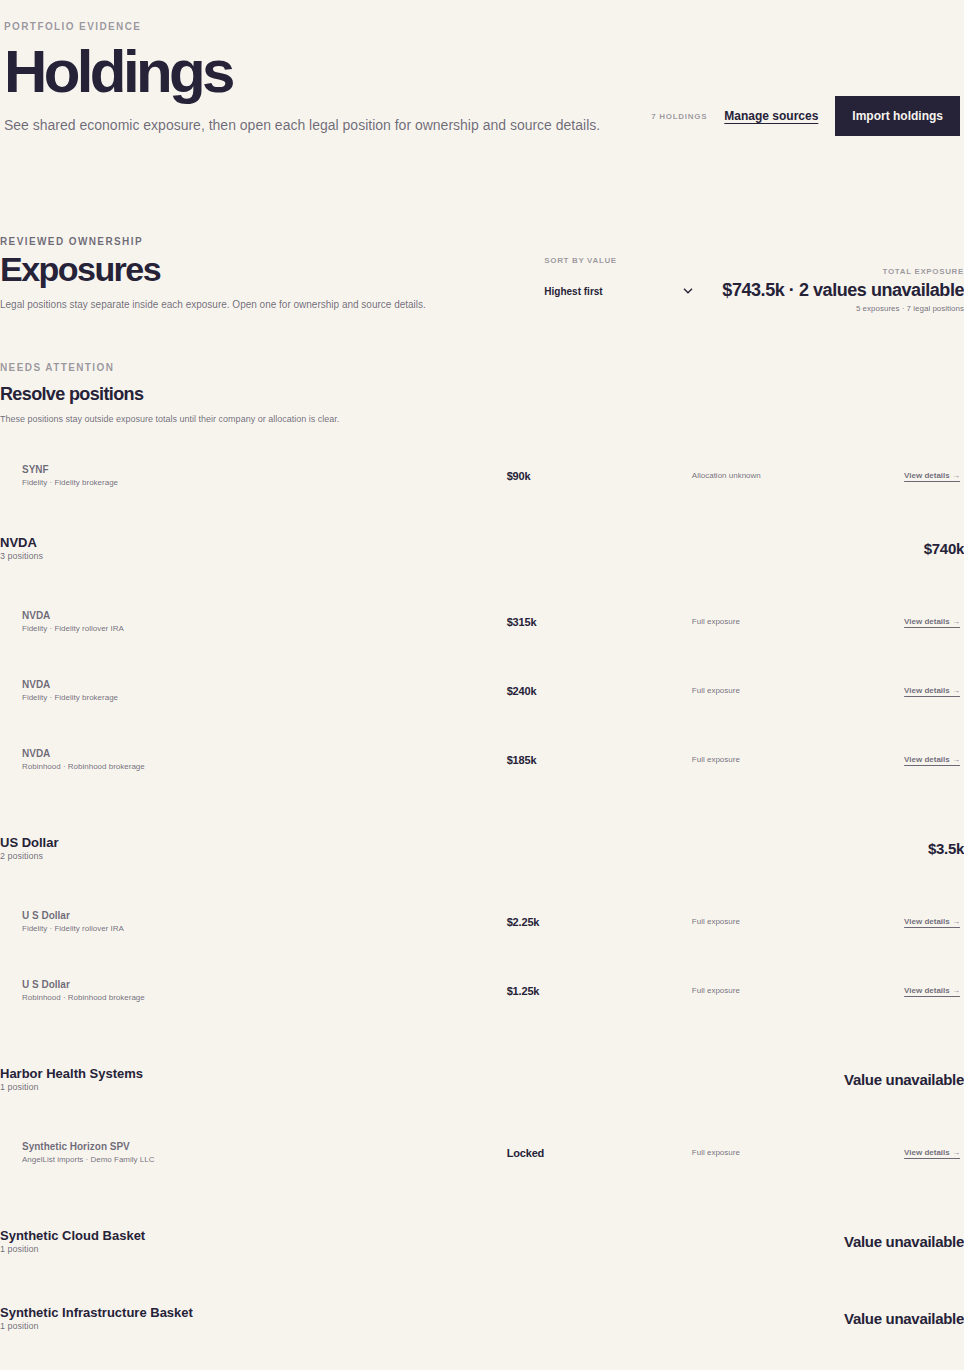 PORTFOLIO EVIDENCE
Holdings
See shared economic exposure, then open each legal position for ownership and source details.
7 HOLDINGS
Manage sources
Import holdings
REVIEWED OWNERSHIP
Exposures
Legal positions stay separate inside each exposure. Open one for ownership and source details.
SORT BY VALUE
Highest first
TOTAL EXPOSURE
$743.5k · 2 values unavailable
5 exposures · 7 legal positions
NEEDS ATTENTION
Resolve positions
These positions stay outside exposure totals until their company or allocation is clear.
SYNF
Fidelity · Fidelity brokerage
$90k
Allocation unknown
View details →
NVDA
3 positions
$740k
NVDA
Fidelity · Fidelity rollover IRA
$315k
Full exposure
View details →
NVDA
Fidelity · Fidelity brokerage
$240k
Full exposure
View details →
NVDA
Robinhood · Robinhood brokerage
$185k
Full exposure
View details →
US Dollar
2 positions
$3.5k
U S Dollar
Fidelity · Fidelity rollover IRA
$2.25k
Full exposure
View details →
U S Dollar
Robinhood · Robinhood brokerage
$1.25k
Full exposure
View details →
Harbor Health Systems
1 position
Value unavailable
Synthetic Horizon SPV
AngelList imports · Demo Family LLC
Locked
Full exposure
View details →
Synthetic Cloud Basket
1 position
Value unavailable
Synthetic Infrastructure Basket
1 position
Value unavailable